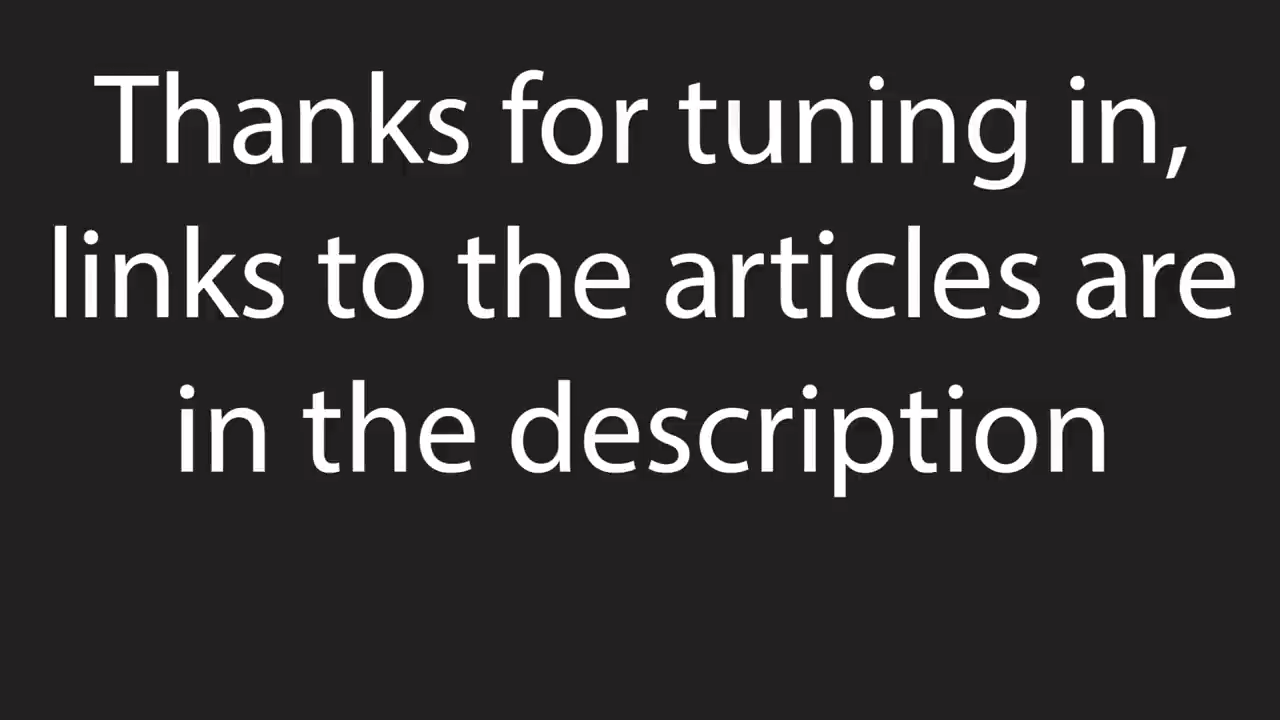 Thanks for tuning in,
links to the articles are
in the description